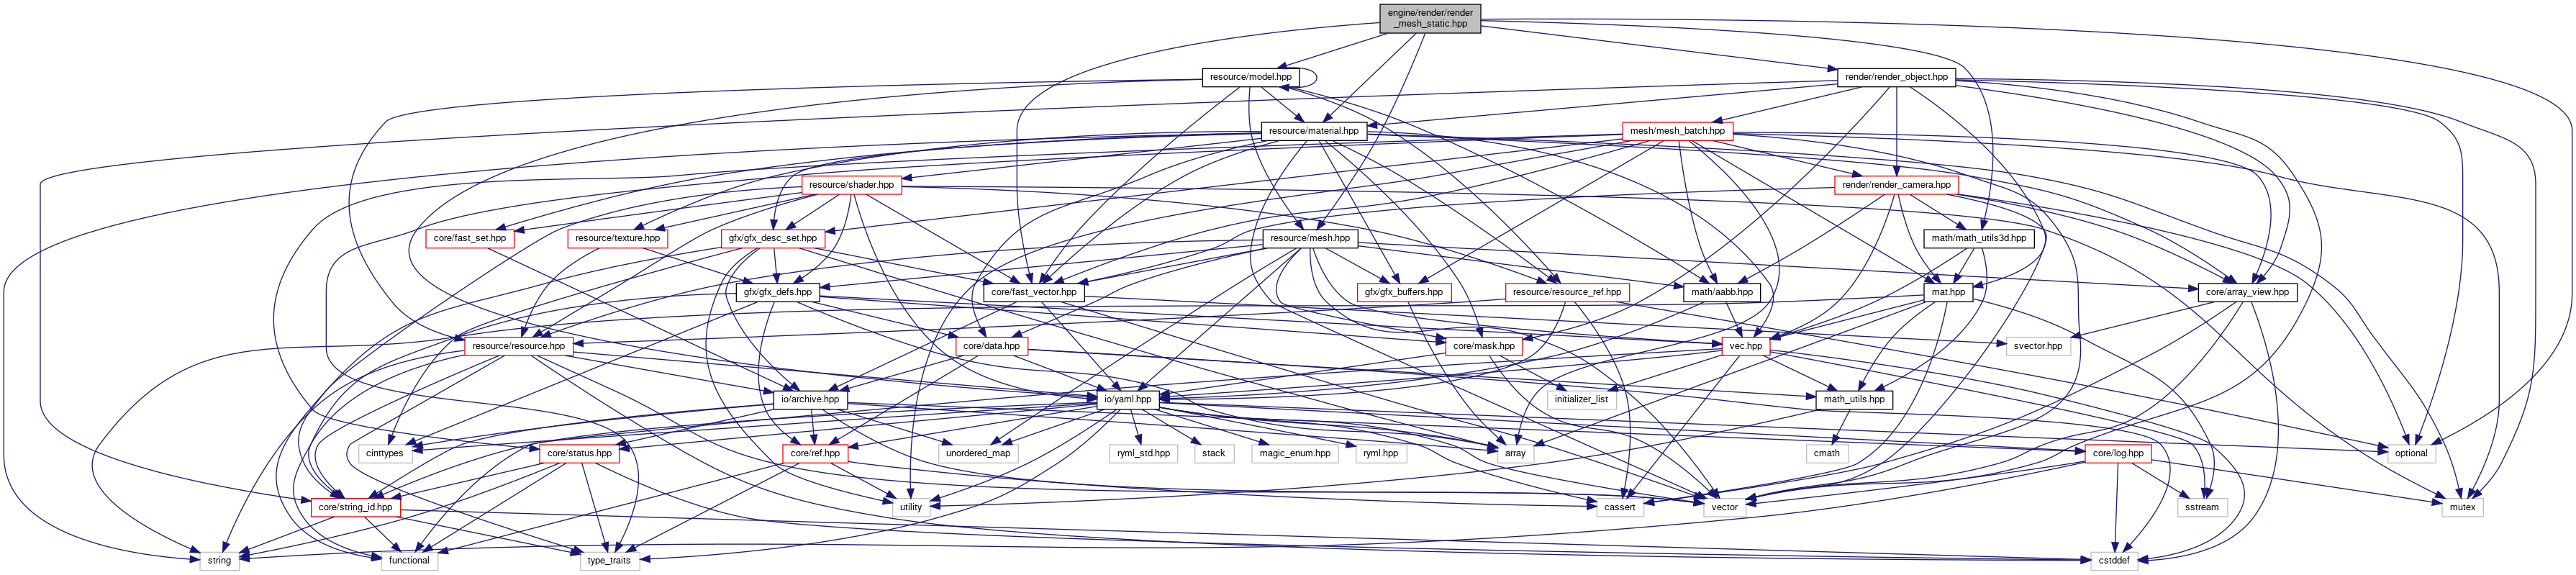 engine/render/render
_mesh_static.hpp
resource/model.hpp
render/render_object.hpp
resource/material.hpp
mesh/mesh_batch.hpp
resource/shader.hpp
render/render_camera.hpp
core/fast_set.hpp
resource/texture.hpp
gfx/gfx_desc_set.hpp
resource/mesh.hpp
math/math_utils3d.hpp
gfx/gfx_defs.hpp
core/fast_vector.hpp
gfx/gfx_buffers.hpp
resource/resource_ref.hpp
math/aabb.hpp
mat.hpp
core/array_view.hpp
resource/resource.hpp
core/data.hpp
core/mask.hpp
vec.hpp
svector.hpp
io/archive.hpp
io/yaml.hpp
initializer_list
math_utils.hpp
cinttypes
core/status.hpp
core/ref.hpp
unordered_map
ryml_std.hpp
stack
magic_enum.hpp
ryml.hpp
array
cmath
core/log.hpp
optional
core/string_id.hpp
utility
cassert
vector
sstream
mutex
string
functional
type_traits
cstddef